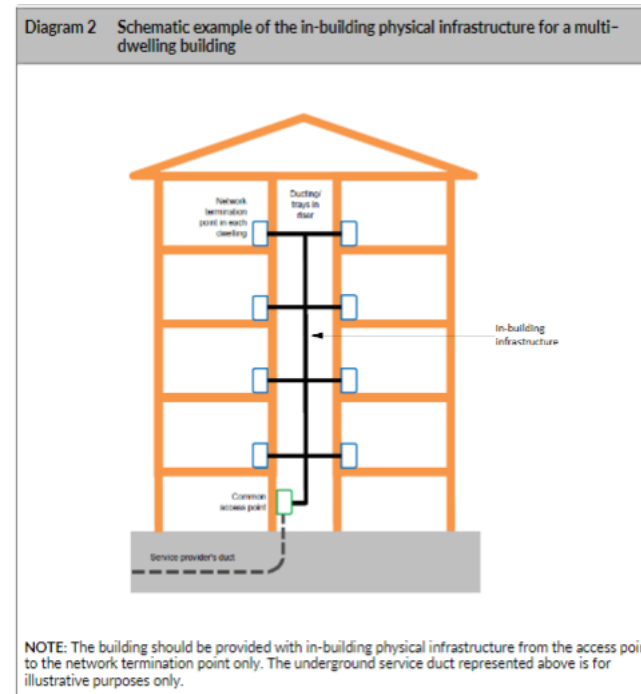 Diagram 2 Schematic example of the in-building physical infrastructure for a multi-
dwelling building
Network
termination
point in each
dwelling
Ducting/
trays in
riser
In-building
infrastructure
Common
access point
Service provider's duct
NOTE: The building should be provided with in-building physical infrastructure from the access poi
to the network termination point only. The underground service duct represented above is for
illustrative purposes only.